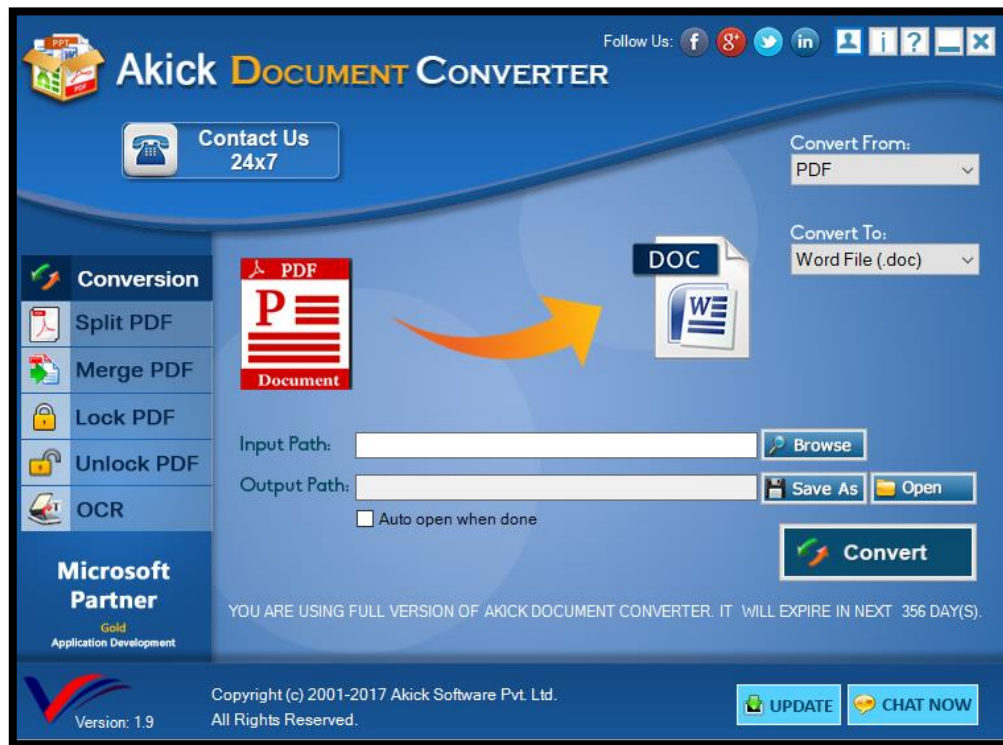 Follow Us: f 8+ in i ?
PPT
W
PDF
Akick Document Converter
Contact Us
24x7
Convert From:
PDF
Convert To:
Word File (.doc)
Conversion
Split PDF
Merge PDF
Lock PDF
Unlock PDF
OCR
PDF
P
Document
DOC
W
Input Path:
Browse
Output Path:
Save As
Open
Auto open when done
Convert
Microsoft
Partner
Gold
Application Development
YOU ARE USING FULL VERSION OF AKICK DOCUMENT CONVERTER. IT WILL EXPIRE IN NEXT 356 DAY(S).
Version: 1.9
Copyright (c) 2001-2017 Akick Software Pvt. Ltd.
All Rights Reserved.
UPDATE
CHAT NOW